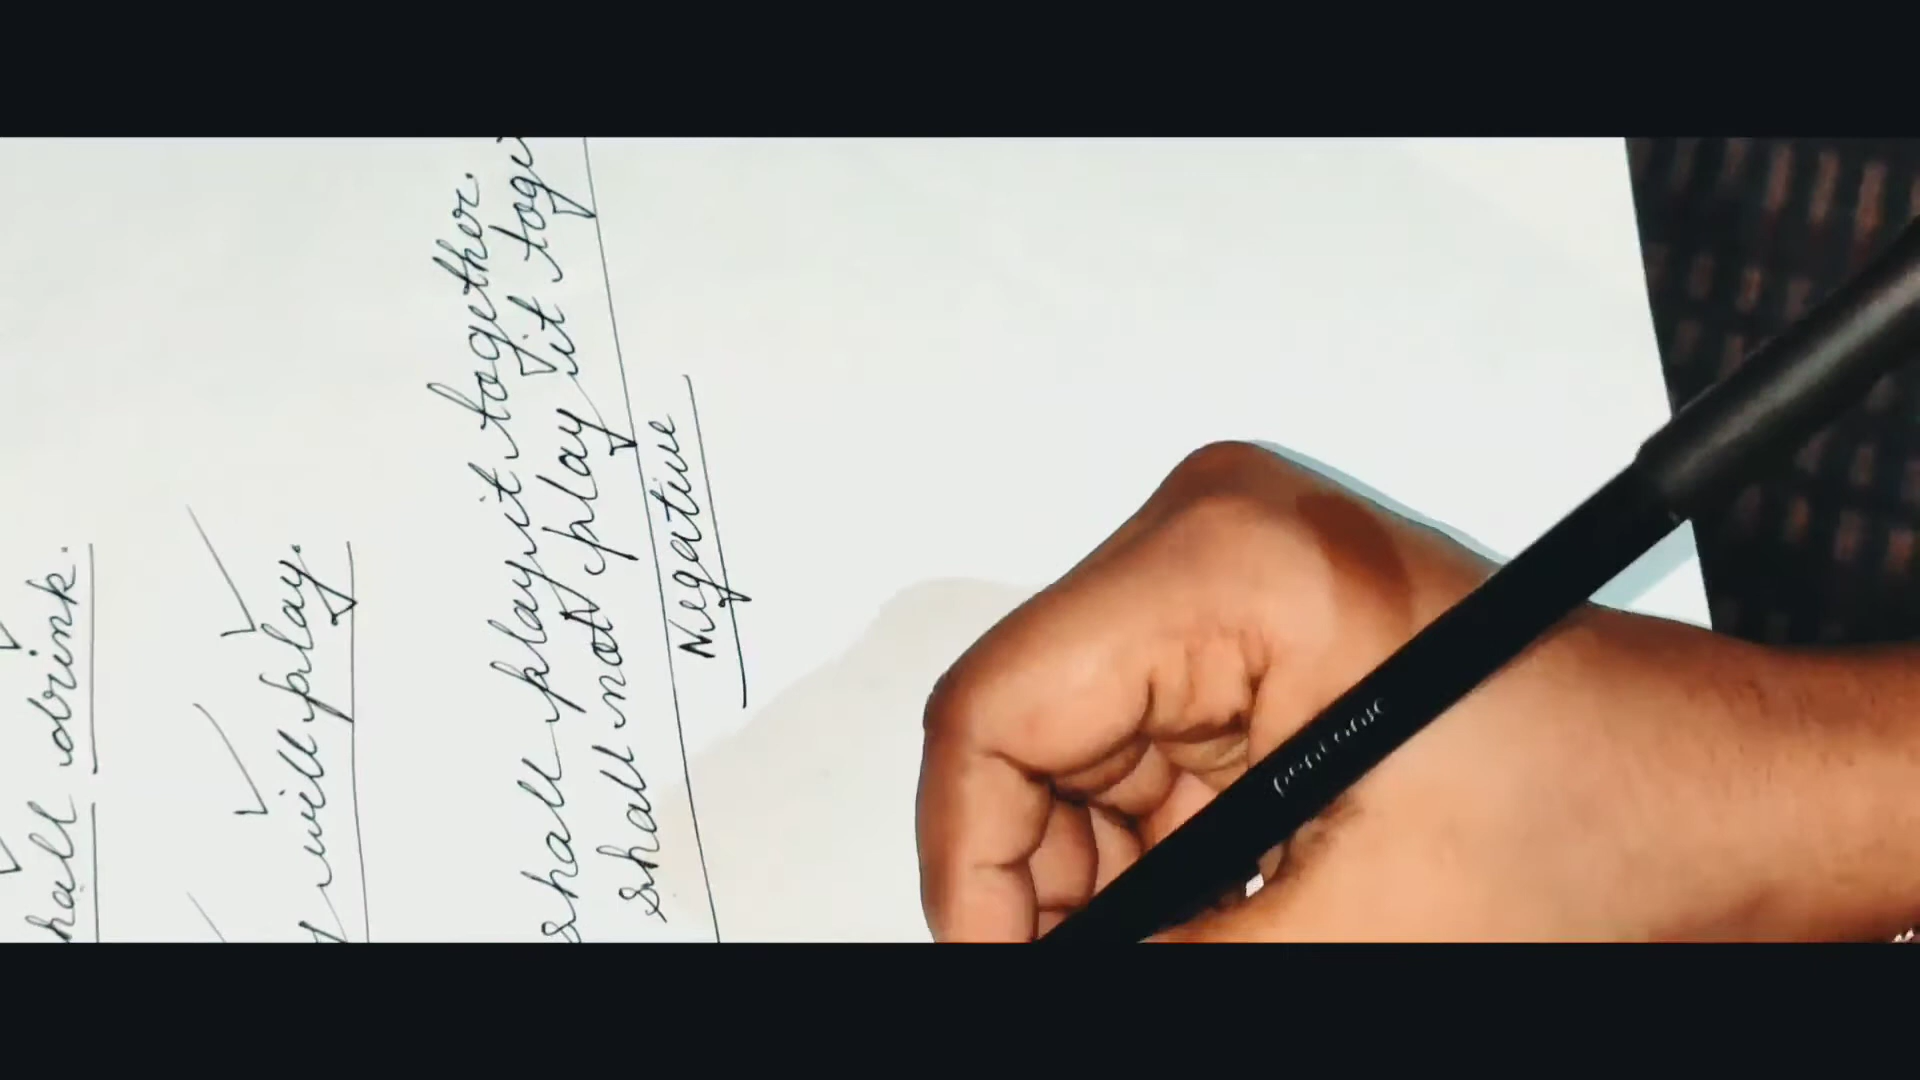 hall drink.
will play.
shall play it together.
shall not play it toge
Negative